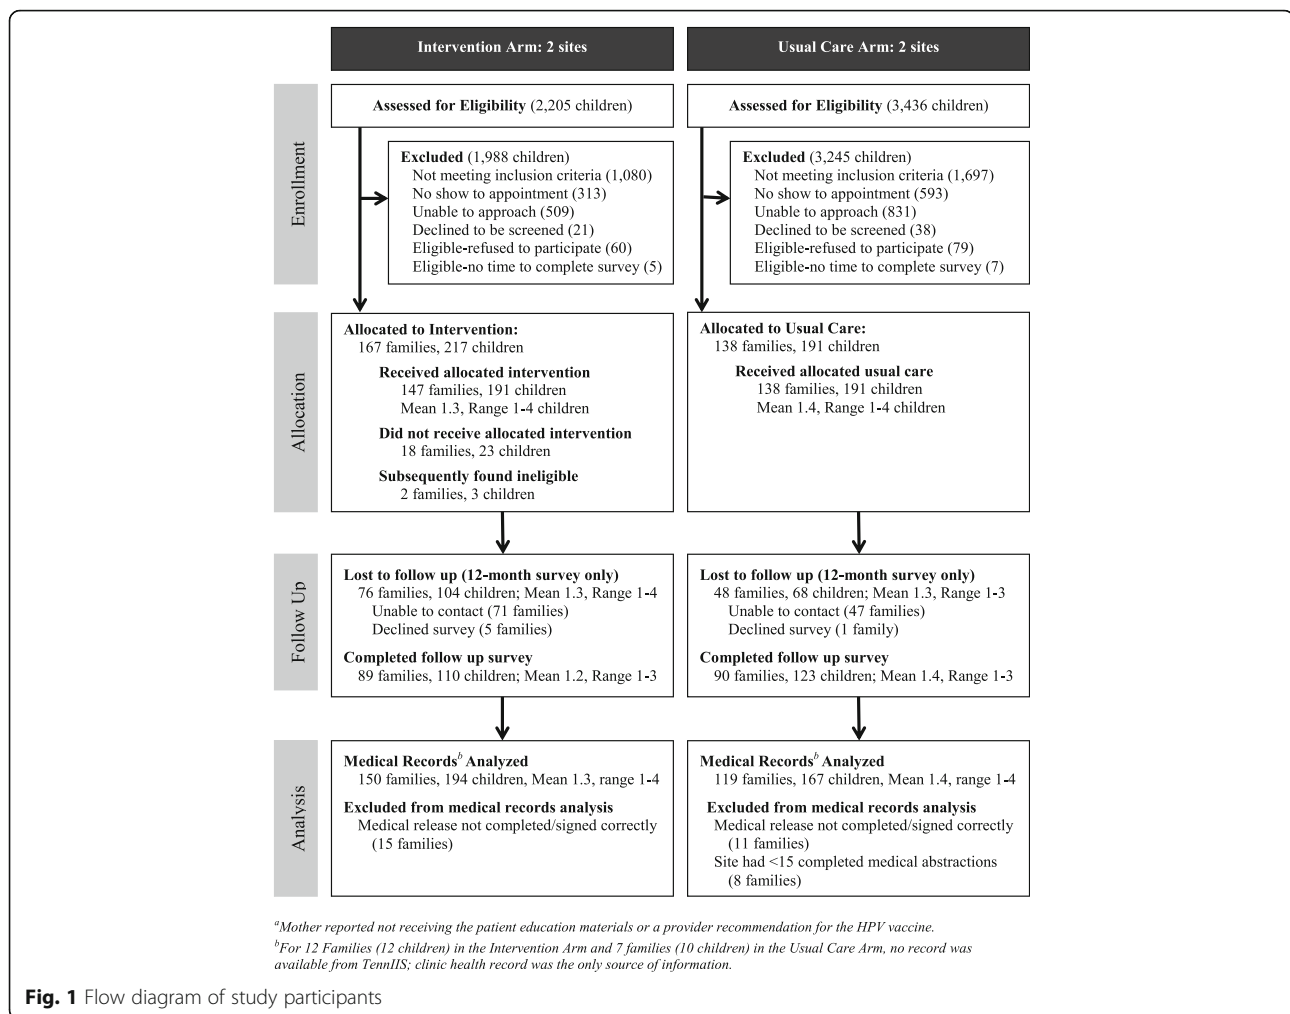 Intervention Arm: 2 sites
Usual Care Arm: 2 sites
Enrollment
Assessed for Eligibility (2,205 children)
Excluded (1,988 children)
Not meeting inclusion criteria (1,080)
No show to appointment (313)
Unable to approach (509)
Declined to be screened (21)
Eligible-refused to participate (60)
Eligible-no time to complete survey (5)
Assessed for Eligibility (3,436 children)
Excluded (3,245 children)
Not meeting inclusion criteria (1,697)
No show to appointment (593)
Unable to approach (831)
Declined to be screened (38)
Eligible-refused to participate (79)
Eligible-no time to complete survey (7)
Allocation
Allocated to Intervention:
167 families, 217 children
Received allocated intervention
147 families, 191 children
Mean 1.3, Range 1-4 children
Did not receive allocated intervention
18 families, 23 children
Subsequently found ineligible
2 families, 3 children
Allocated to Usual Care:
138 families, 191 children
Received allocated usual care
138 families, 191 children
Mean 1.4, Range 1-4 children
Follow Up
Lost to follow up (12-month survey only)
76 families, 104 children; Mean 1.3, Range 1-4
Unable to contact (71 families)
Declined survey (5 families)
Completed follow up survey
89 families, 110 children; Mean 1.2, Range 1-3
Lost to follow up (12-month survey only)
48 families, 68 children; Mean 1.3, Range 1-3
Unable to contact (47 families)
Declined survey (1 family)
Completed follow up survey
90 families, 123 children; Mean 1.4, Range 1-3
Analysis
Medical Records^b Analyzed
150 families, 194 children, Mean 1.3, range 1-4
Excluded from medical records analysis
Medical release not completed/signed correctly
(15 families)
Medical Records^b Analyzed
119 families, 167 children, Mean 1.4, range 1-4
Excluded from medical records analysis
Medical release not completed/signed correctly
(11 families)
Site had <15 completed medical abstractions
(8 families)
^aMother reported not receiving the patient education materials or a provider recommendation for the HPV vaccine.
^bFor 12 Families (12 children) in the Intervention Arm and 7 families (10 children) in the Usual Care Arm, no record was
available from TennIIS; clinic health record was the only source of information.
Fig. 1 Flow diagram of study participants